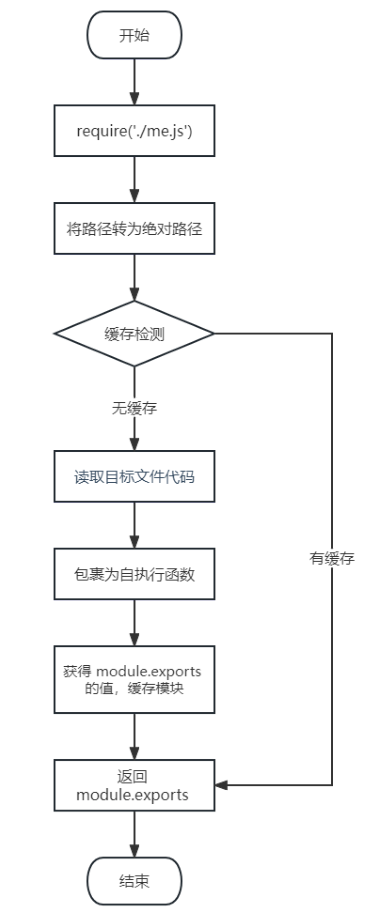 开始
require('./me.js')
将路径转为绝对路径
缓存检测
无缓存
读取目标文件代码
有缓存
包裹为自执行函数
获得 module.exports
的值，缓存模块
返回
module.exports
结束